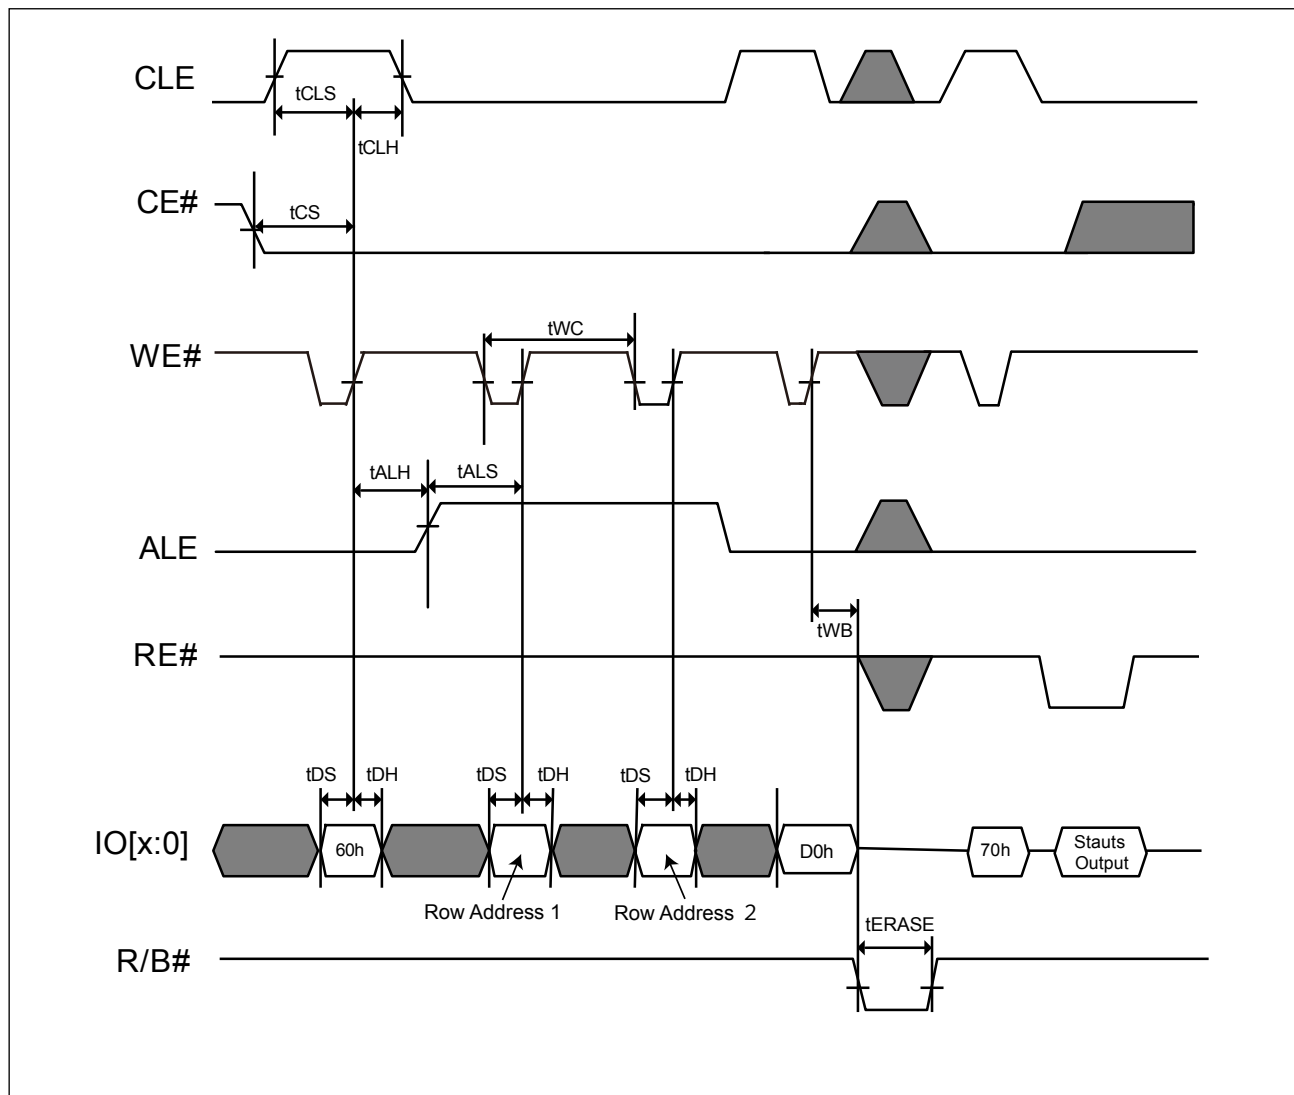 CLE
tCLS
tCLH
CE#
tCS
WE#
tWC
tALH
tALS
ALE
tWB
RE#
tDS
tDH
tDS
tDH
tDS
tDH
IO[x:0]
60h
D0h
70h
Stauts
Output
Row Address 1
Row Address 2
tERASE
R/B#